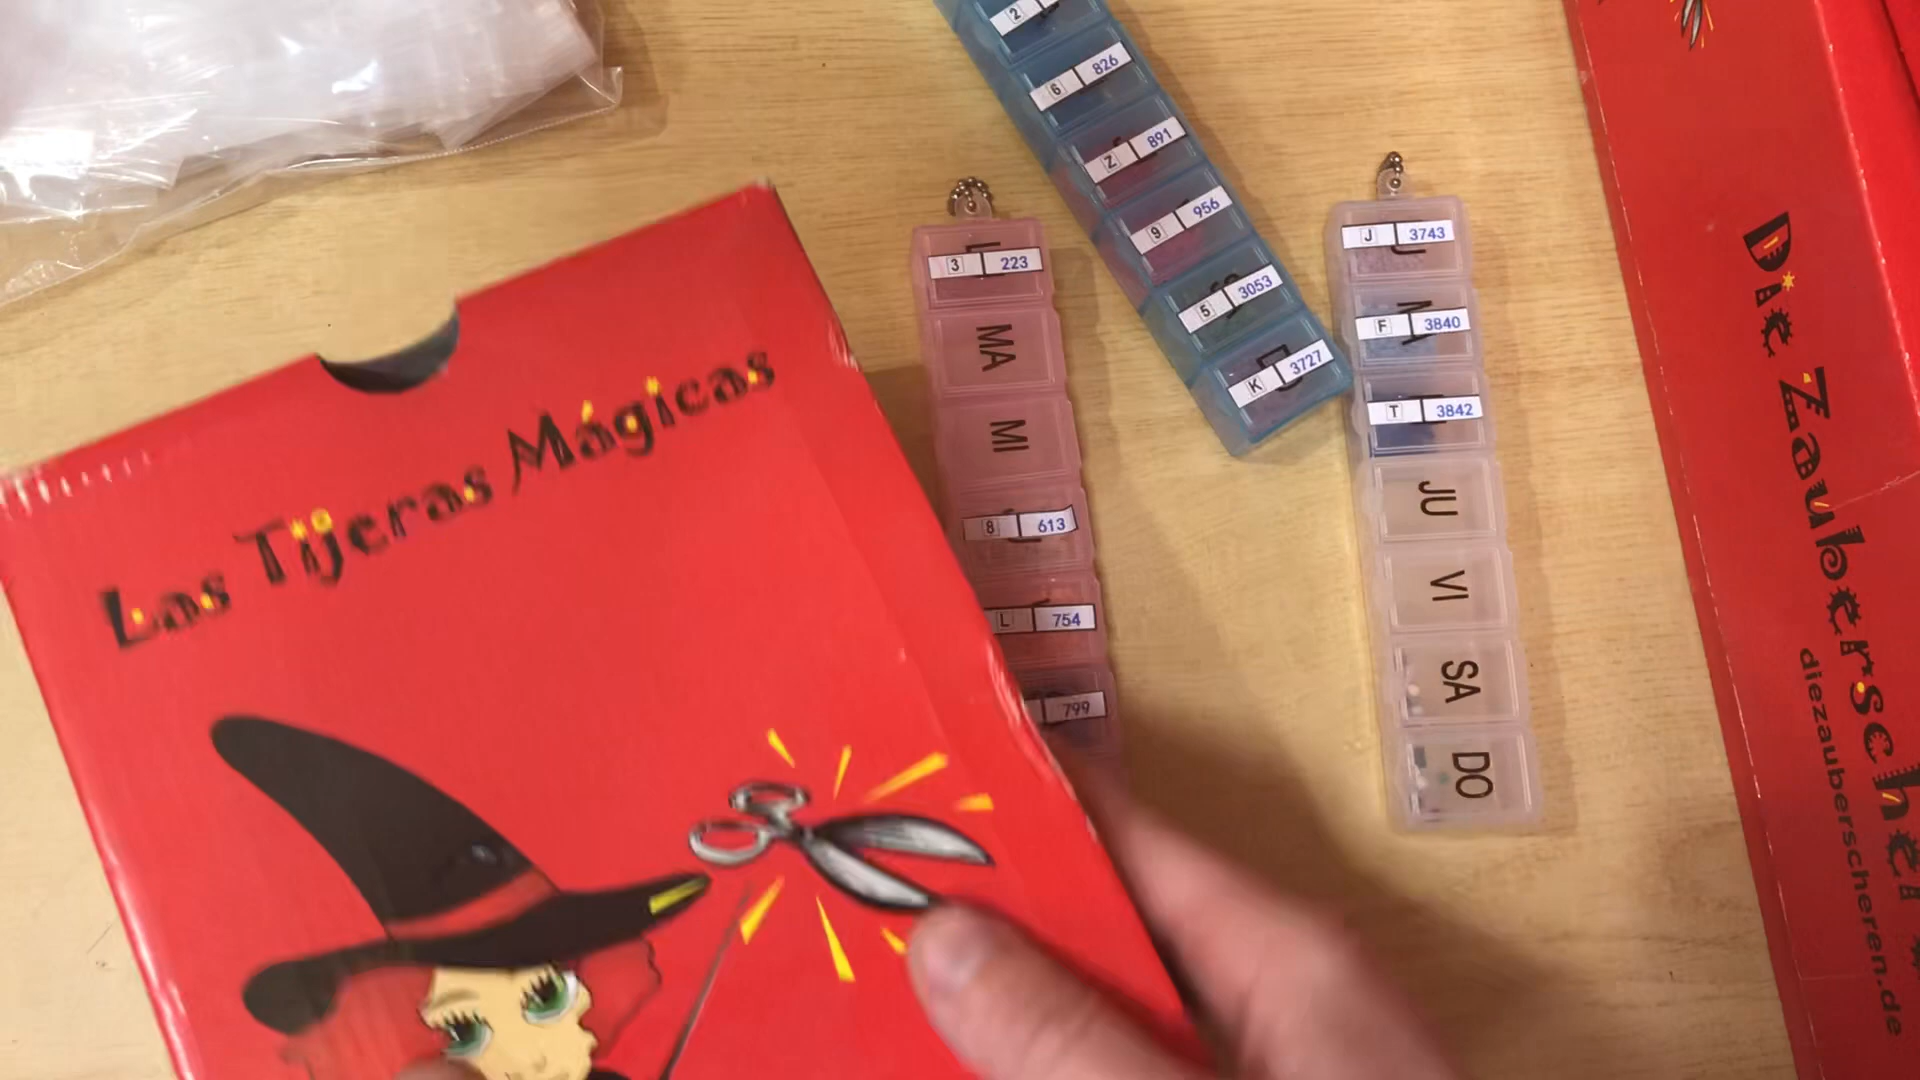 Las Tijeras Mágicas
3 223
MA
MI
8 613
L 754
799
2
6 826
Z 891
9 956
5 3053
K 3727
J 3743
F 3840
T 3842
JU
VI
SA
DO
Die Zauberscheren
diezauberscheren.de